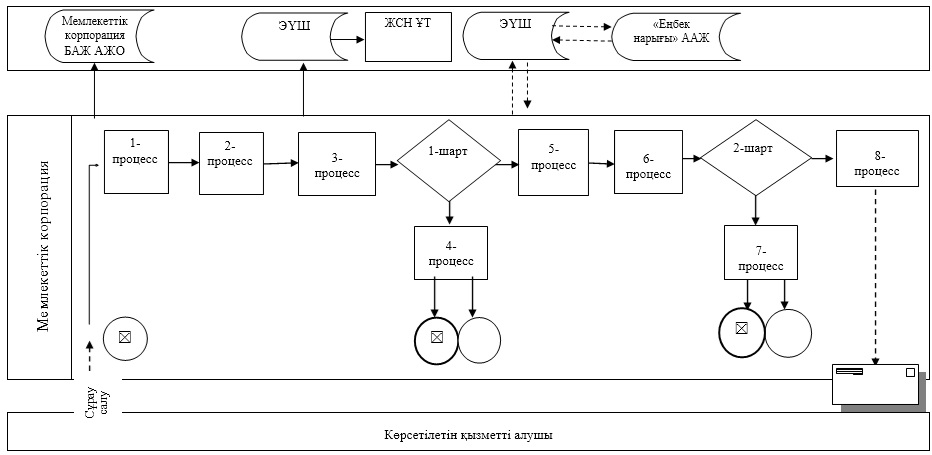 Мемлекеттік
корпорация
БАЖ АЖО
ЭҮШ
ЖСН ҰТ
ЭҮШ
«Еңбек
нарығы» ААЖ
Мемлекеттік корпорация
1-
процесс
2-
процесс
3-
процесс
1-шарт
5-
процесс
6-
процесс
2-шарт
8-
процесс
4-
процесс
7-
процесс
Сұрау
салу
Көрсетілетін қызметті алушы